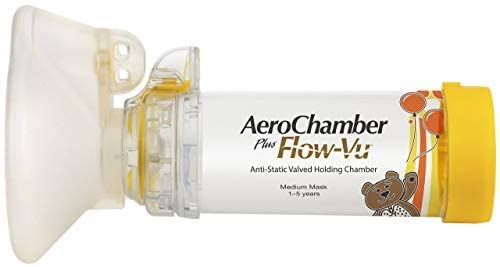 AeroChamber
Plus Flow-Vu
Anti-Static Valved Holding Chamber
Medium Mask
1-5 years